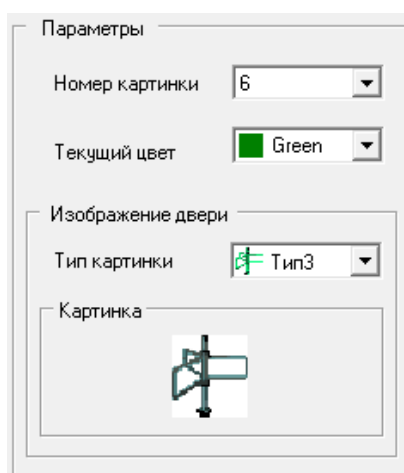 Параметры
Номер картинки 6
Текущий цвет Green
Изображение двери
Тип картинки Тип3
Картинка